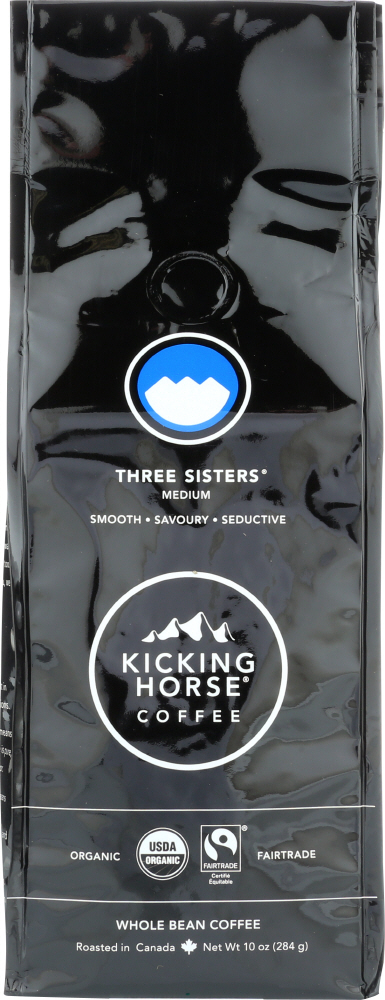 THREE SISTERS®
MEDIUM
SMOOTH • SAVOURY • SEDUCTIVE
KICKING
HORSE®
COFFEE
ORGANIC
USDA
ORGANIC
®
FAIRTRADE
Certifié
Équitable
FAIRTRADE
WHOLE BEAN COFFEE
Roasted in Canada Net Wt 10 oz (284 g)